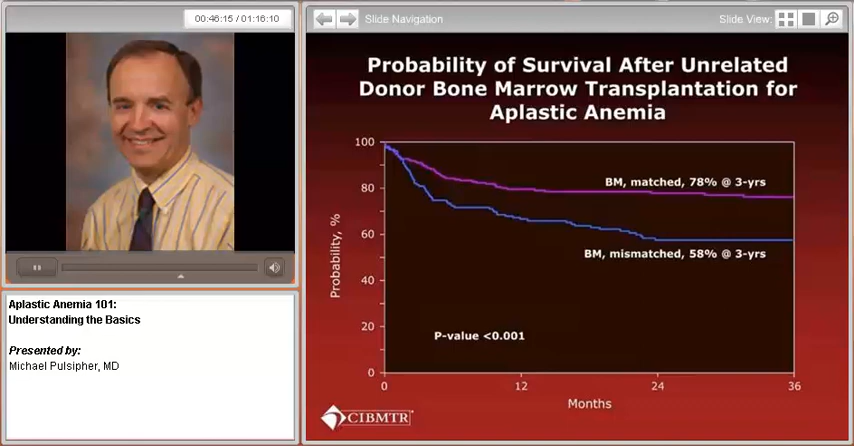 00:46:15 / 01:16:10
Slide Navigation
Slide View:
Aplastic Anemia 101:
Understanding the Basics
Presented by:
Michael Pulsipher, MD
Probability of Survival After Unrelated
Donor Bone Marrow Transplantation for
Aplastic Anemia
Probability, %
100
80
60
40
20
0
BM, matched, 78% @ 3-yrs
BM, mismatched, 58% @ 3-yrs
P-value <0.001
0 12 24 36
Months
CIBMTR